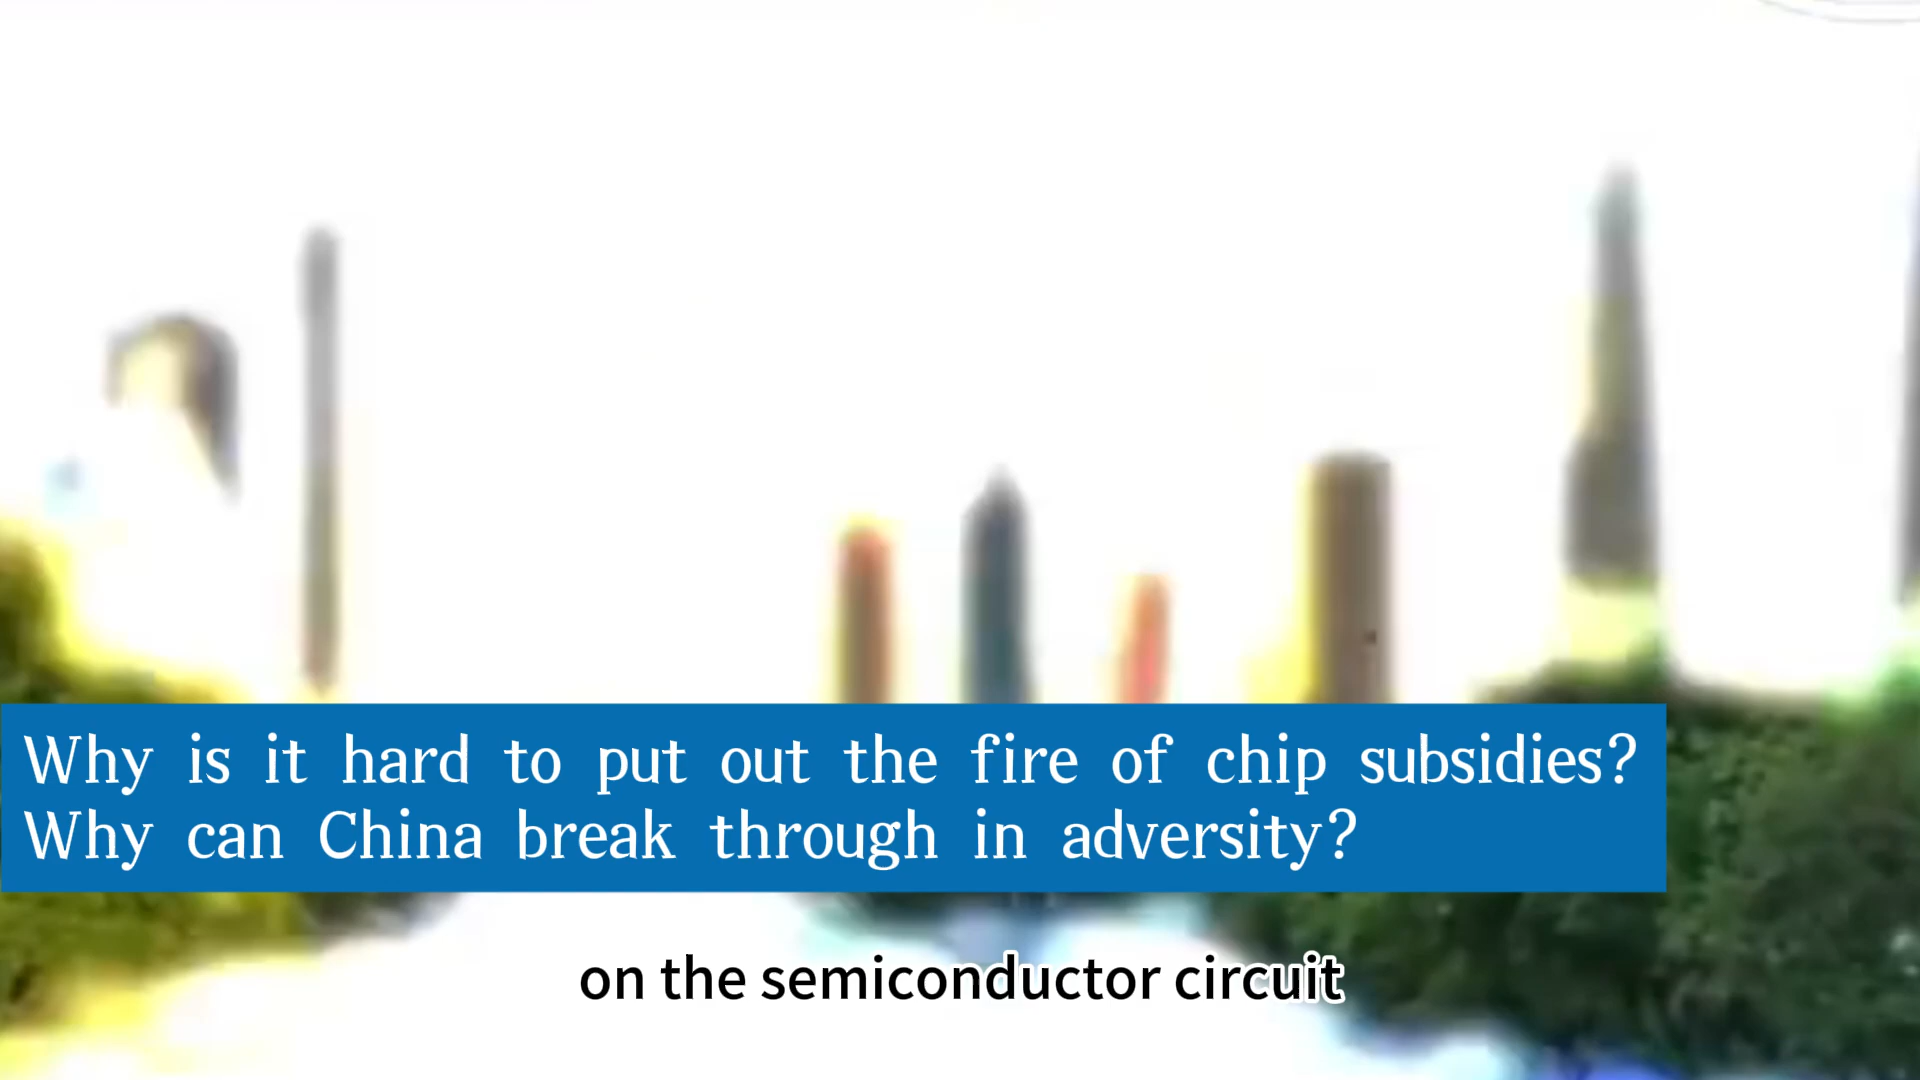 Why is it hard to put out the fire of chip subsidies?
Why can China break through in adversity?
on the semiconductor circuit